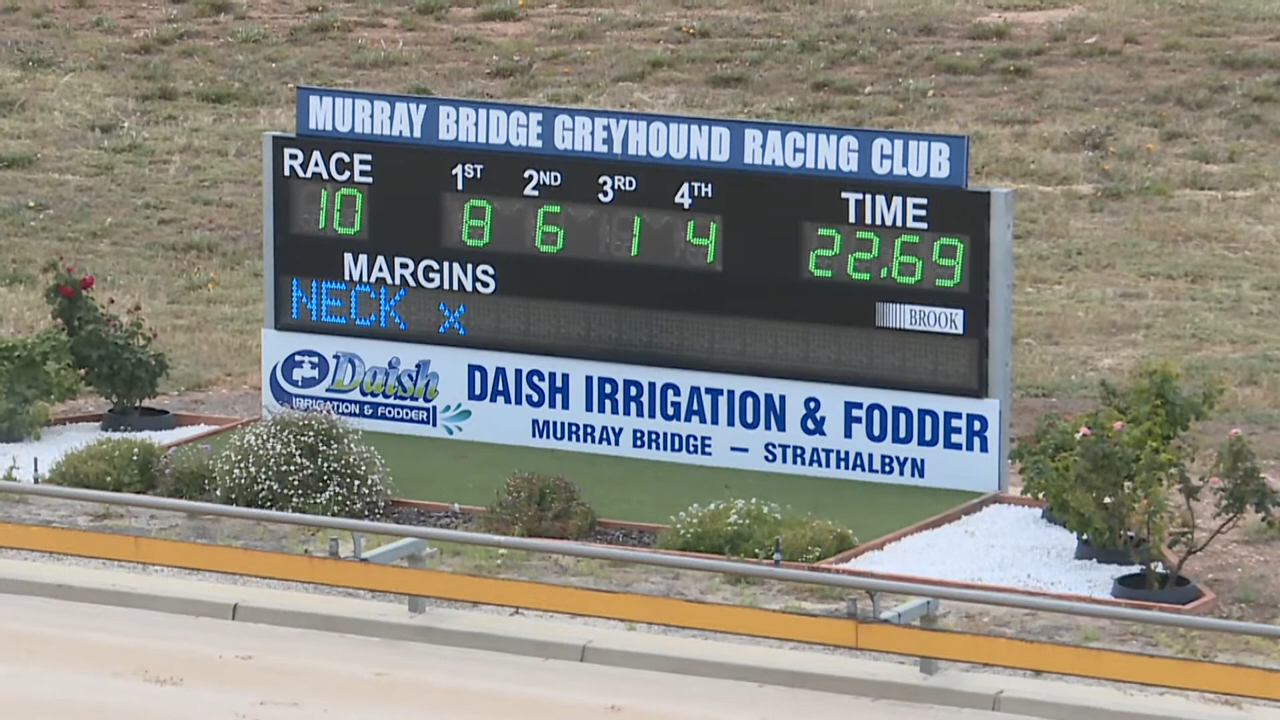 MURRAY BRIDGE GREYHOUND RACING CLUB
RACE 1ST 2ND 3RD 4TH TIME
10 8 6 1 4 22.69
MARGINS
NECK x
BROOK
Daish
IRRIGATION & FODDER
DAISH IRRIGATION & FODDER
MURRAY BRIDGE — STRATHALBYN